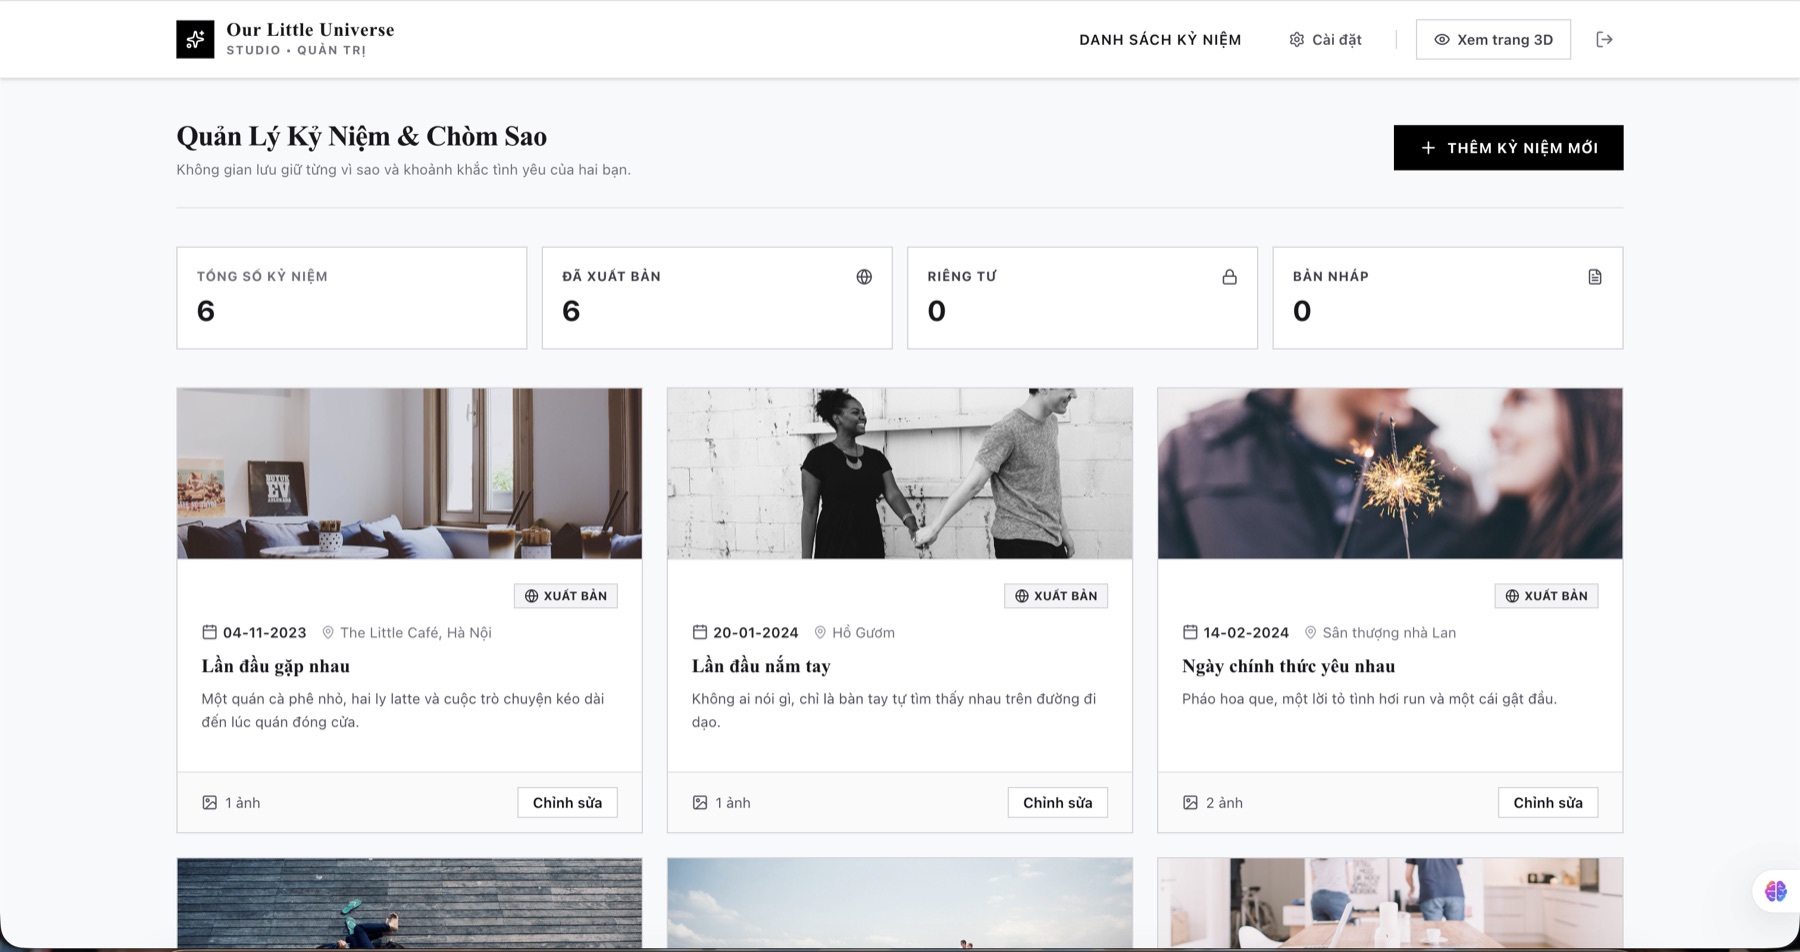 Our Little Universe
STUDIO • QUẢN TRỊ
DANH SÁCH KỶ NIỆM
Cài đặt
Xem trang 3D
Quản Lý Kỷ Niệm & Chòm Sao
Không gian lưu giữ từng vì sao và khoảnh khắc tình yêu của hai bạn.
THÊM KỶ NIỆM MỚI
TỔNG SỐ KỶ NIỆM
6
ĐÃ XUẤT BẢN
6
RIÊNG TƯ
0
BẢN NHÁP
0
EV
XUẤT BẢN
04-11-2023 The Little Café, Hà Nội
Lần đầu gặp nhau
Một quán cà phê nhỏ, hai ly latte và cuộc trò chuyện kéo dài
đến lúc quán đóng cửa.
1 ảnh
Chỉnh sửa
XUẤT BẢN
20-01-2024 Hồ Gươm
Lần đầu nắm tay
Không ai nói gì, chỉ là bàn tay tự tìm thấy nhau trên đường đi
dạo.
1 ảnh
Chỉnh sửa
XUẤT BẢN
14-02-2024 Sân thượng nhà Lan
Ngày chính thức yêu nhau
Pháo hoa que, một lời tỏ tình hơi run và một cái gật đầu.
2 ảnh
Chỉnh sửa